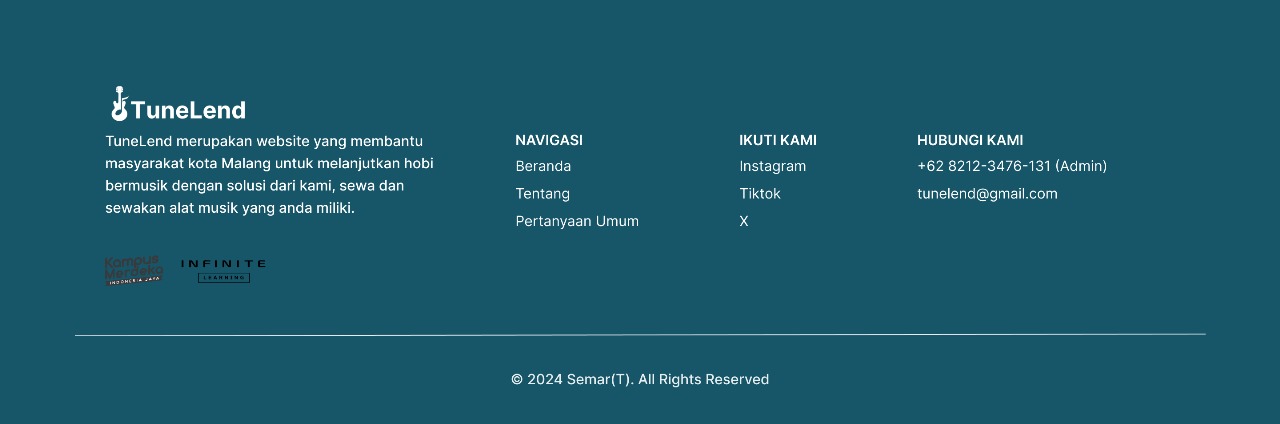 TuneLend
TuneLend merupakan website yang membantu
masyarakat kota Malang untuk melanjutkan hobi
bermusik dengan solusi dari kami, sewa dan
sewakan alat musik yang anda miliki.
Kampus
Merdeka
INDONESIA JAYA
INFINITE
LEARNING
NAVIGASI
Beranda
Tentang
Pertanyaan Umum
IKUTI KAMI
Instagram
Tiktok
X
HUBUNGI KAMI
+62 8212-3476-131 (Admin)
tunelend@gmail.com
© 2024 Semar(T). All Rights Reserved